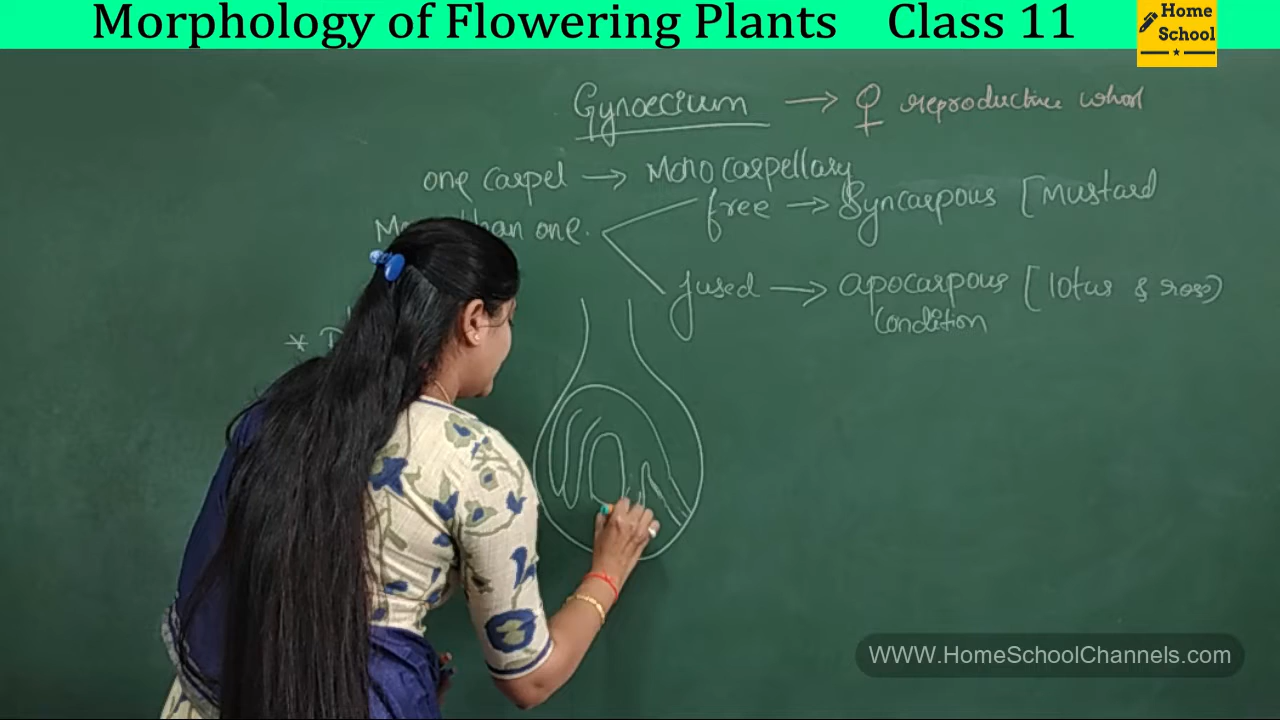 Morphology of Flowering Plants Class 11
Home School
Gynoecium → ♀ reproductive whorl
one carpel → Monocarpellary
than one.
free → Syncarpous [Mustard
fused → apocarpous [lotus & rose)
Condition
*
WWW.HomeSchoolChannels.com